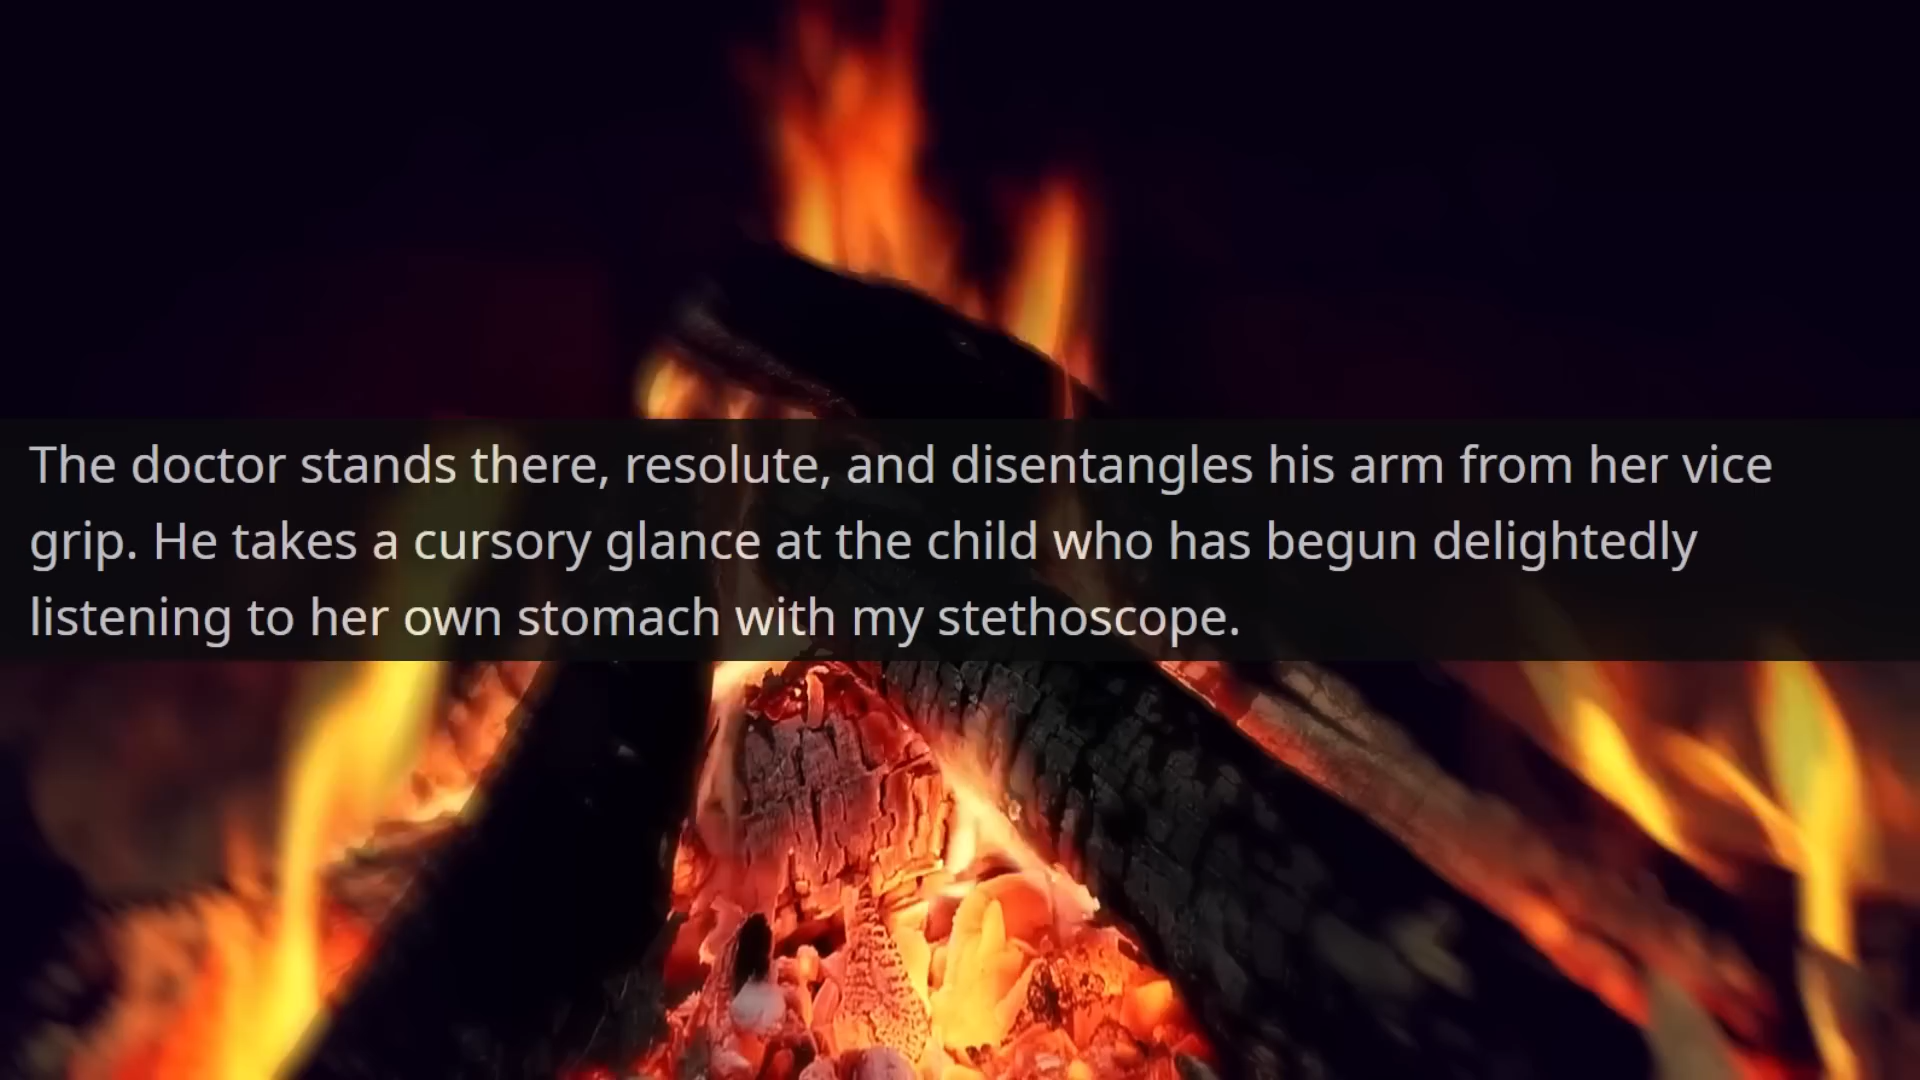 The doctor stands there, resolute, and disentangles his arm from her vice
grip. He takes a cursory glance at the child who has begun delightedly
listening to her own stomach with my stethoscope.